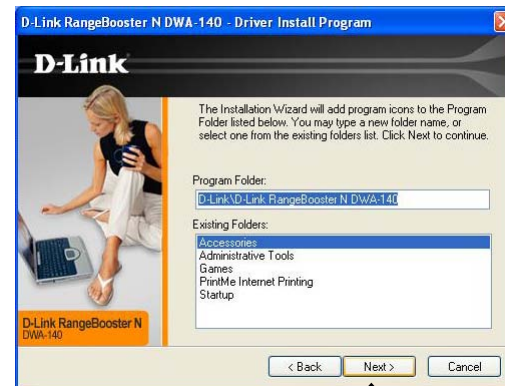 D-Link RangeBooster N DWA-140 - Driver Install Program
D-Link
The Installation Wizard will add program icons to the Program
Folder listed below. You may type a new folder name, or
select one from the existing folders list. Click Next to continue.
Program Folder:
D-Link\D-Link RangeBooster N DWA-140
Existing Folders:
Accessories
Administrative Tools
Games
PrintMe Internet Printing
Startup
D-Link RangeBooster N
DWA-140
< Back Next > Cancel